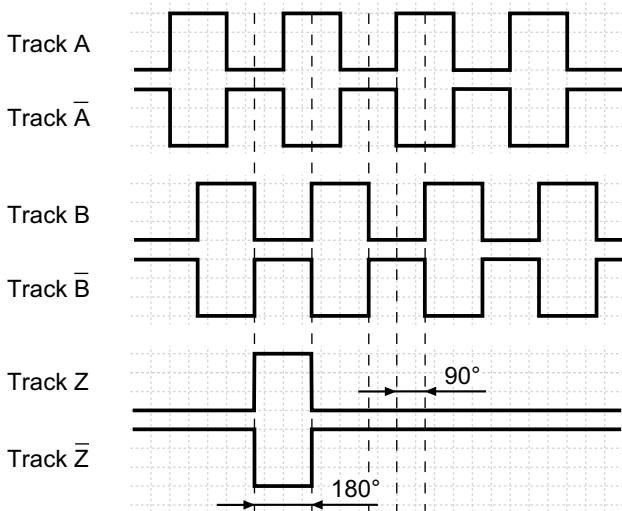 Track A
Track A̅
Track B
Track B̅
Track Z
90°
Track Z̅
180°